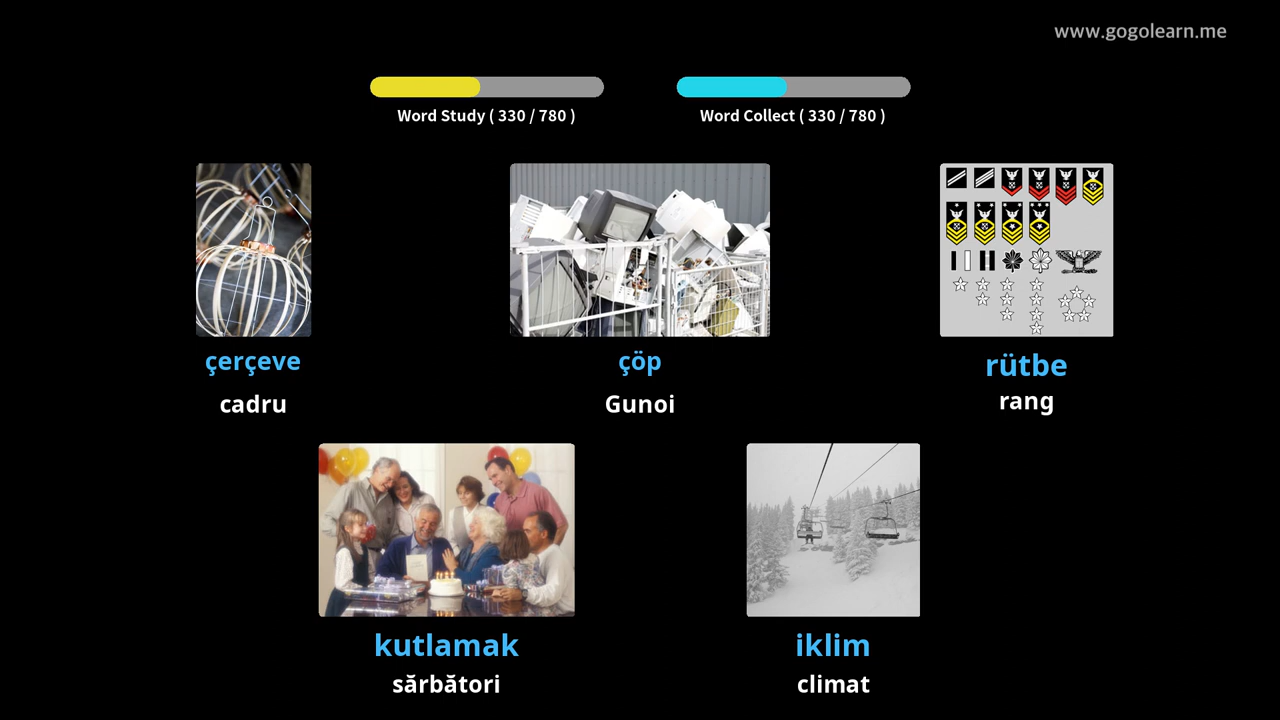 www.gogolearn.me
Word Study ( 330 / 780 )
Word Collect ( 330 / 780 )
çerçeve
cadru
çöp
Gunoi
rütbe
rang
kutlamak
sărbători
iklim
climat